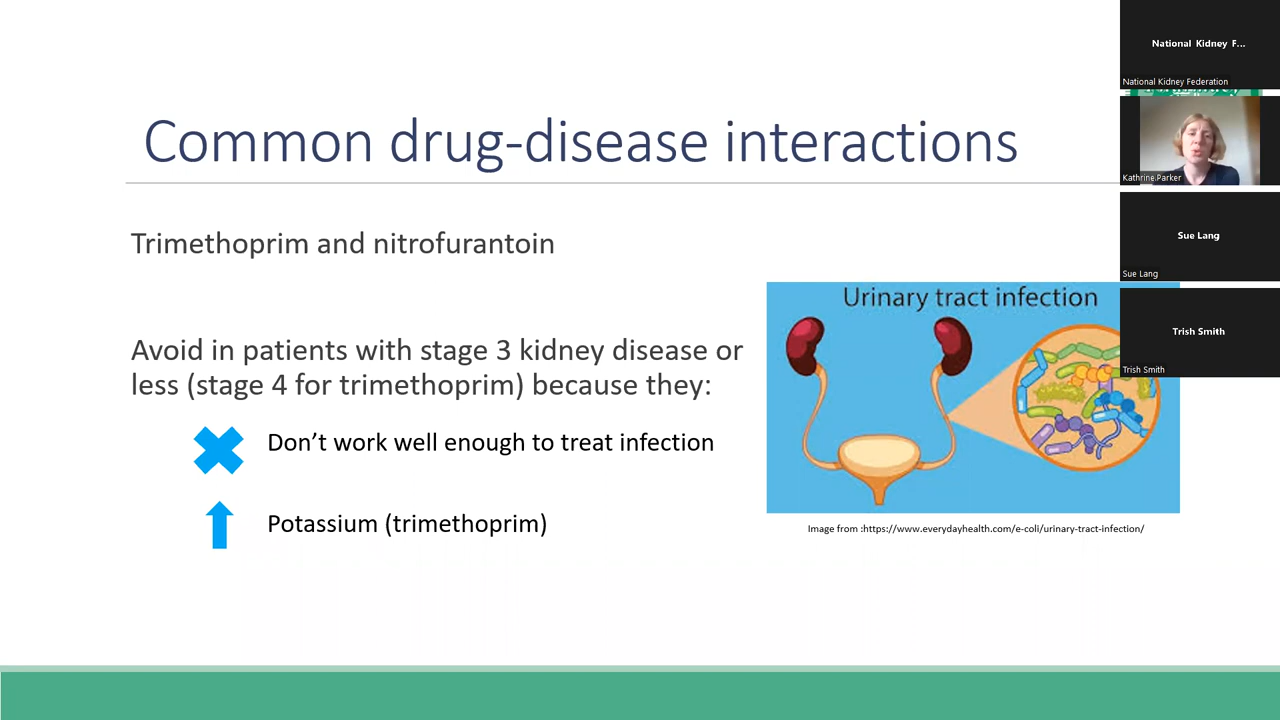 Common drug-disease interactions
Trimethoprim and nitrofurantoin
Avoid in patients with stage 3 kidney disease or
less (stage 4 for trimethoprim) because they:
Don't work well enough to treat infection
Potassium (trimethoprim)
Urinary tract infection
Image from :https://www.everydayhealth.com/e-coli/urinary-tract-infection/
National Kidney F...
National Kidney Federation
Kathrine.Parker
Sue Lang
Sue Lang
Trish Smith
Trish Smith